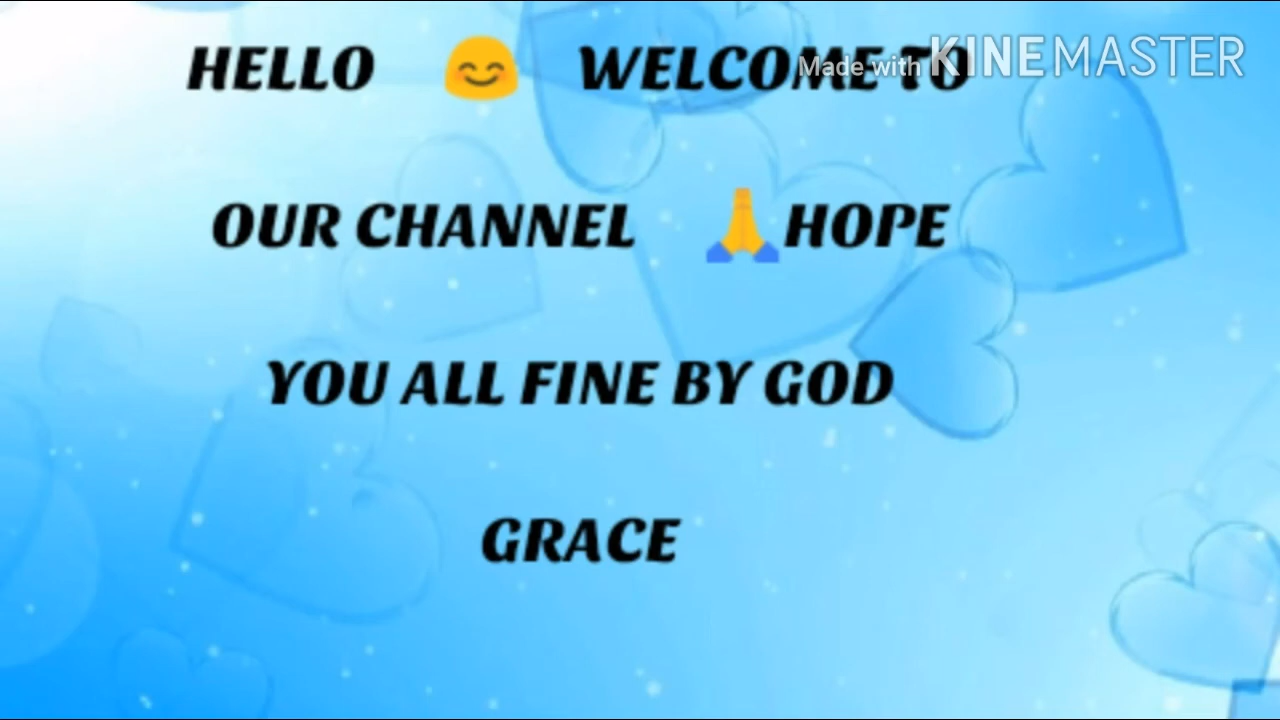 HELLO 😊 WELCOME TO
Made with KINEMASTER
OUR CHANNEL 🙏HOPE
YOU ALL FINE BY GOD
GRACE